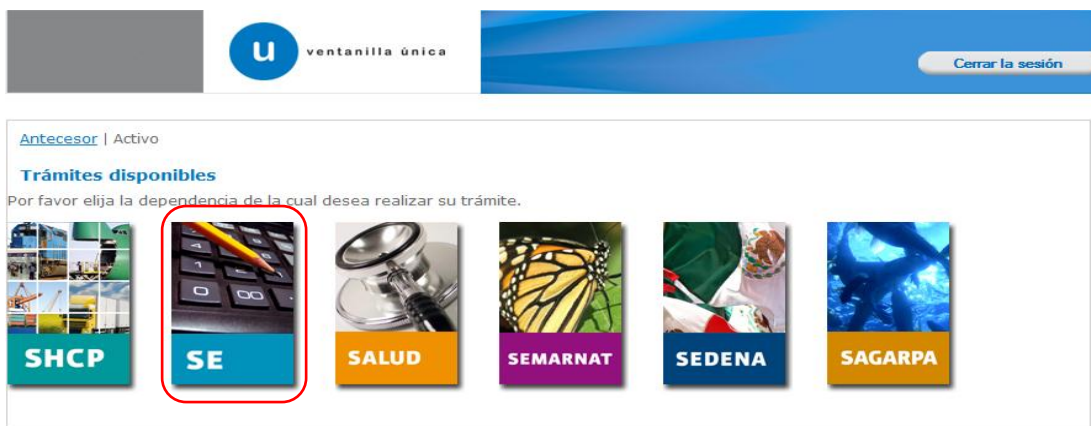 u ventanilla única
Cerrar la sesión
Antecesor | Activo
Trámites disponibles
Por favor elija la dependencia de la cual desea realizar su trámite.
SHCP SE SALUD SEMARNAT SEDENA SAGARPA